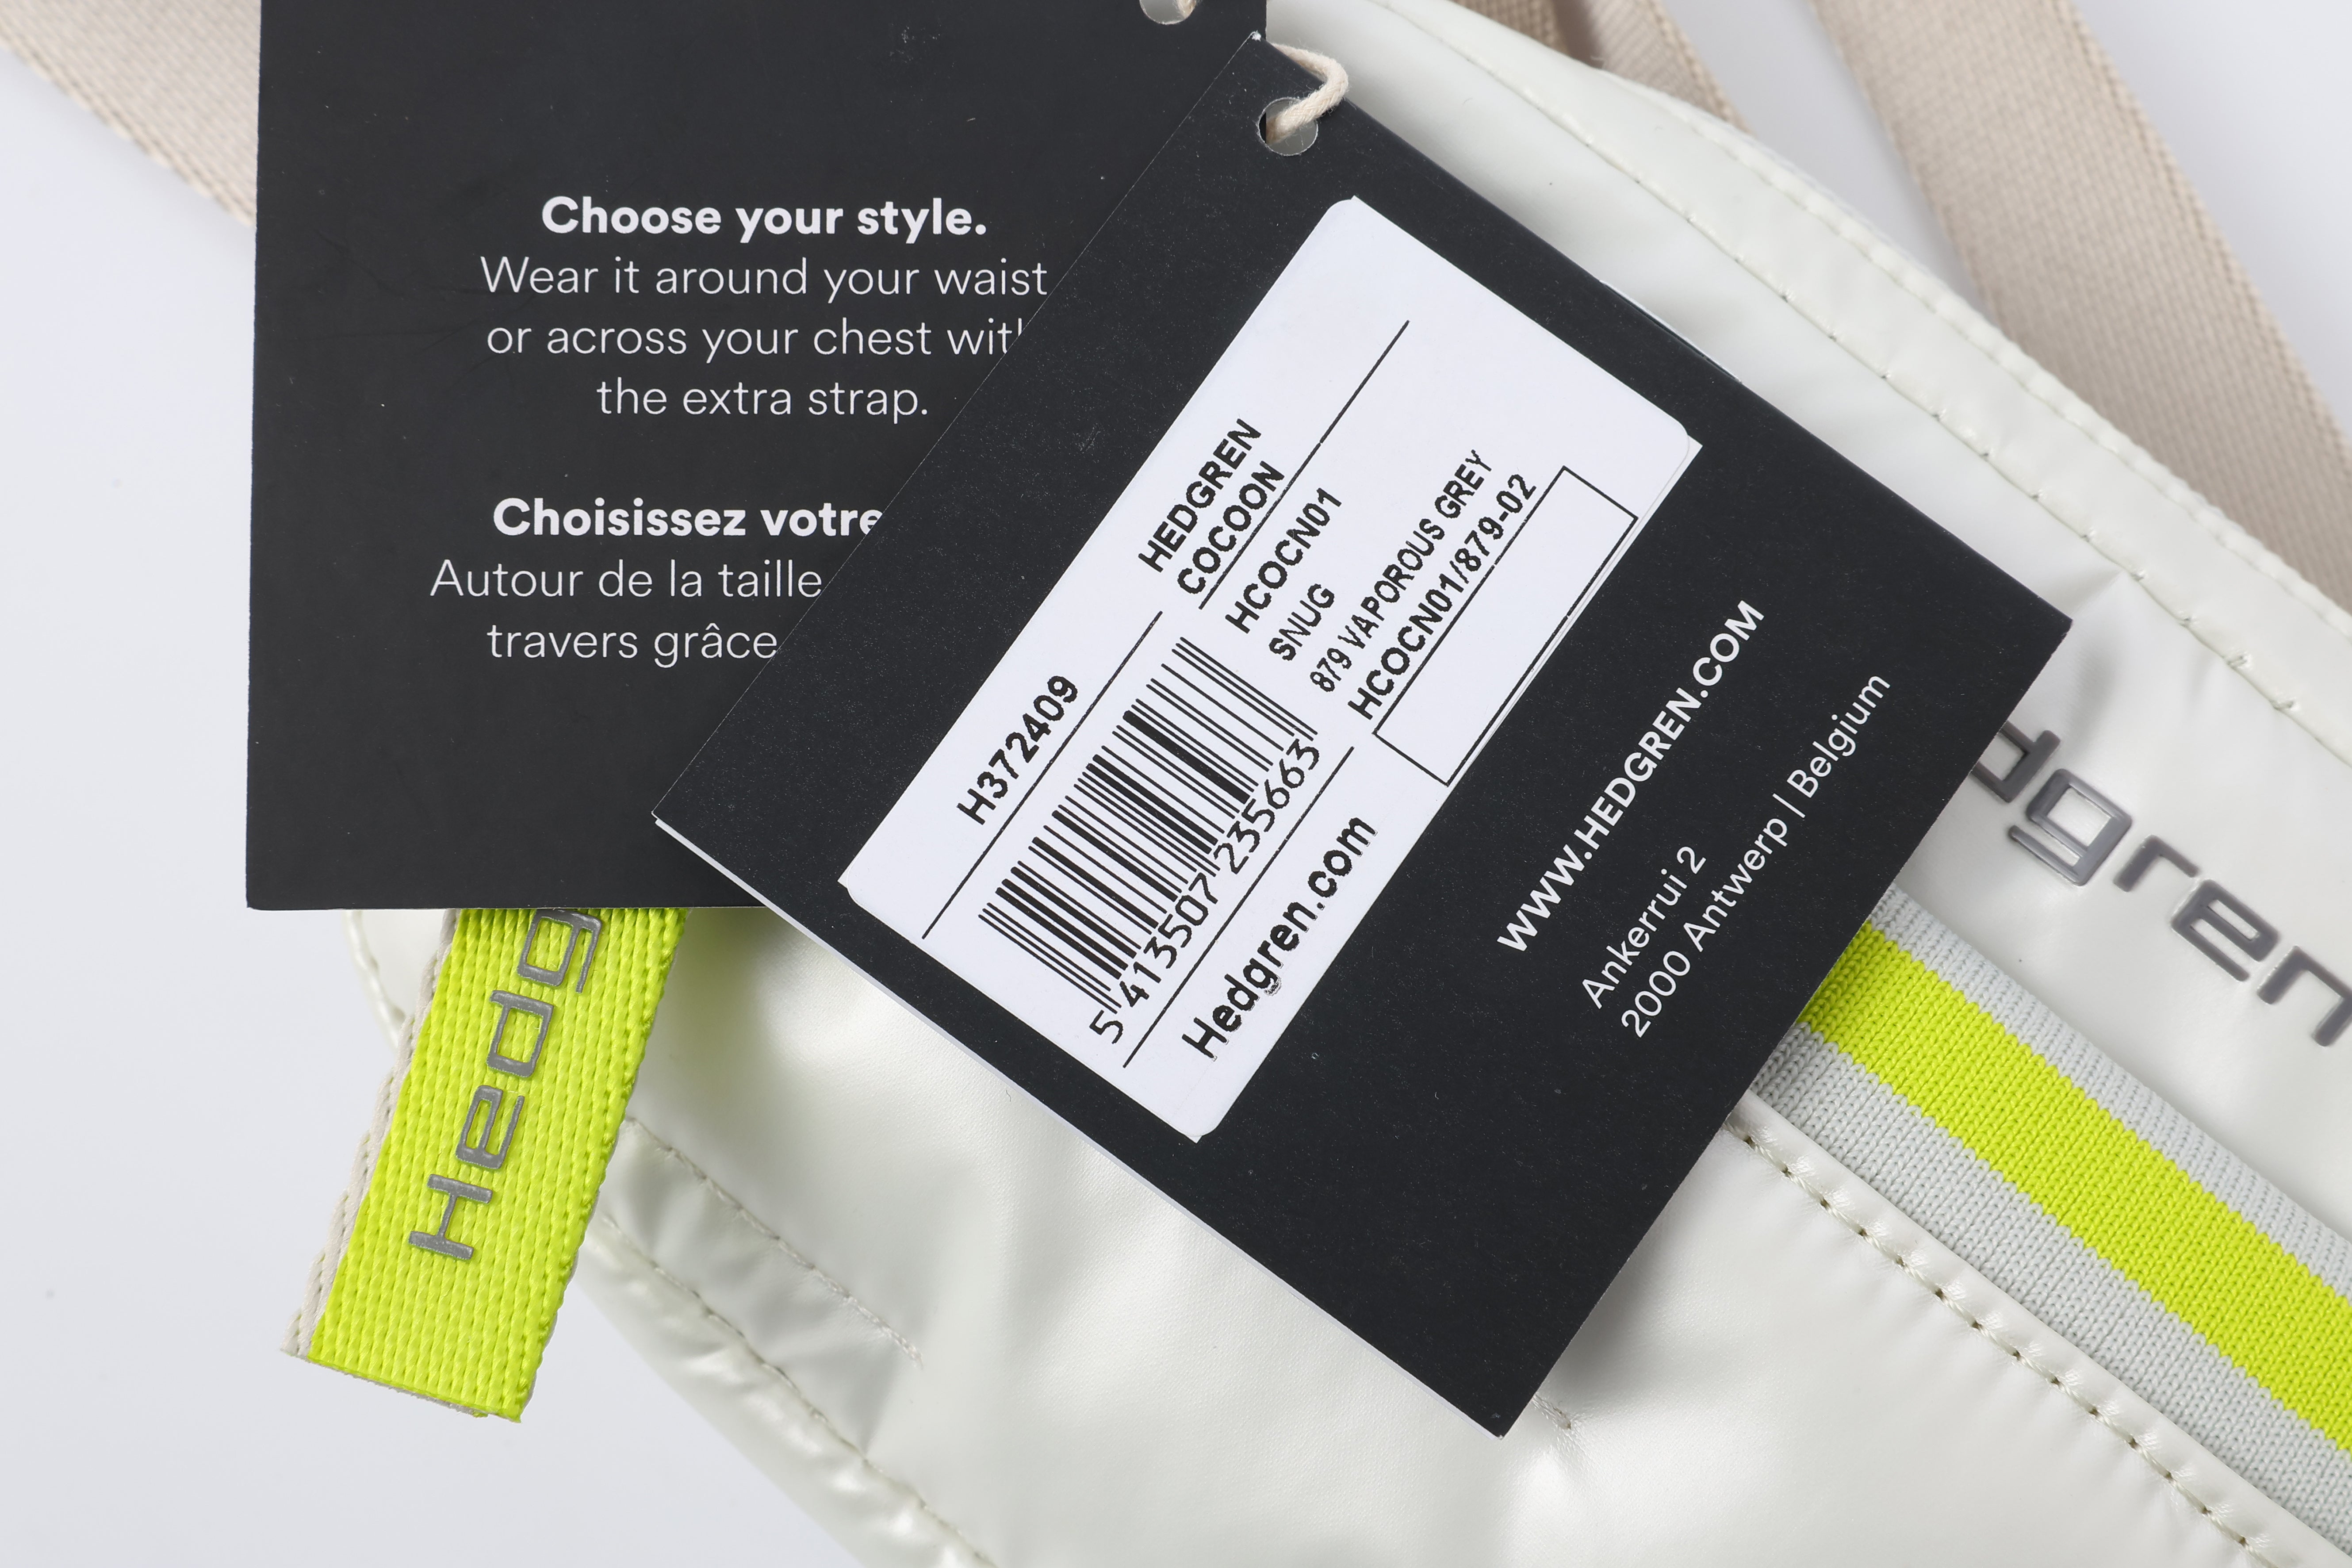 Choose your style.
Wear it around your waist
or across your chest with
the extra strap.
Choisissez votre
Autour de la taille
travers grâce
H372409
HEDGREN
COCOON
HCOCN01
SNUG
879 VAPOROUS GREY
HCOCN01/879-02
5 413507 235663
Hedgren.com
WWW.HEDGREN.COM
Ankerrui 2
2000 Antwerp | Belgium
Hedg
dgren